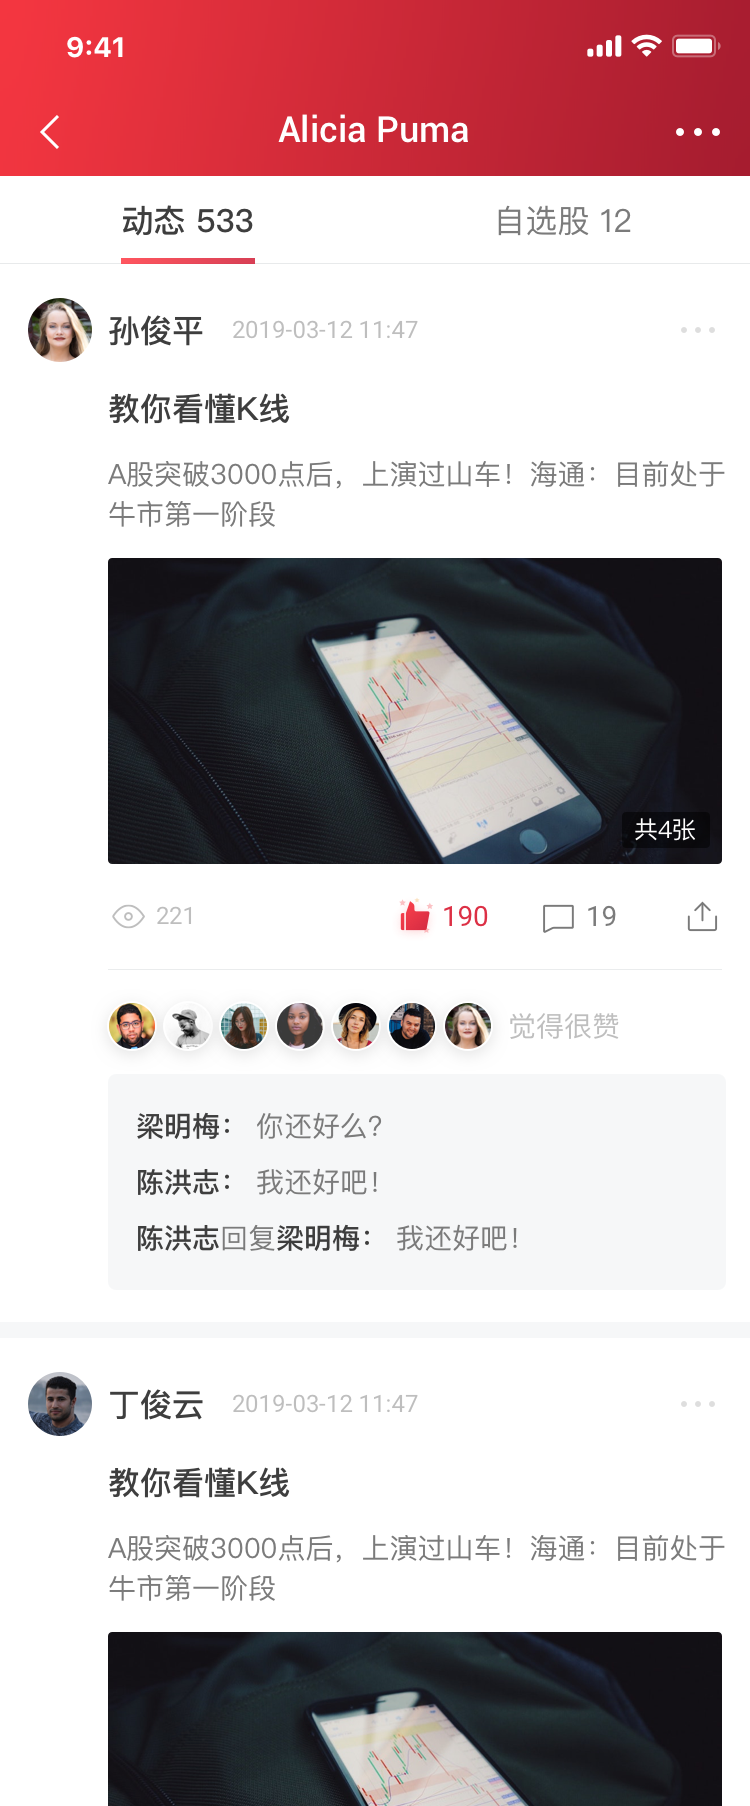 9:41
Alicia Puma
动态 533
自选股 12
孙俊平 2019-03-12 11:47
教你看懂K线
A股突破3000点后，上演过山车！海通：目前处于
牛市第一阶段
共4张
221 190 19
觉得很赞
梁明梅： 你还好么？
陈洪志： 我还好吧！
陈洪志回复梁明梅： 我还好吧！
丁俊云 2019-03-12 11:47
教你看懂K线
A股突破3000点后，上演过山车！海通：目前处于
牛市第一阶段